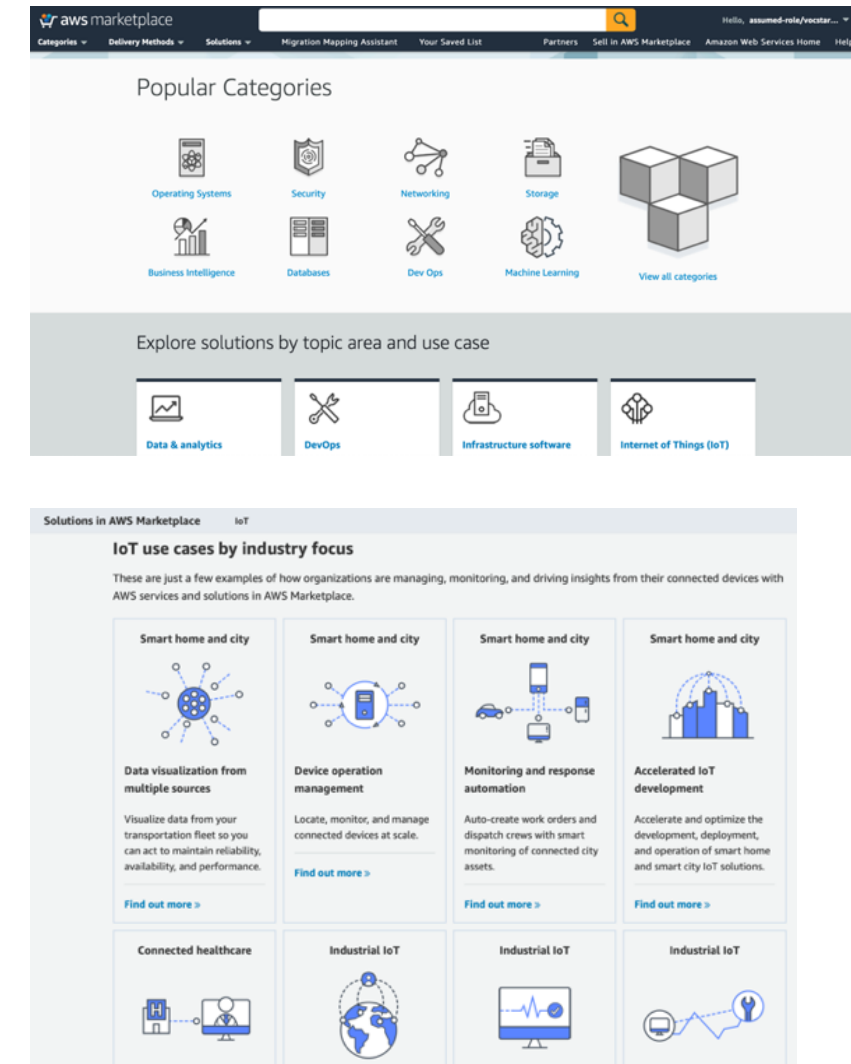 aws marketplace
Hello, assumed-role/vocstar...
Categories
Delivery Methods
Solutions
Migration Mapping Assistant
Your Saved List
Partners
Sell in AWS Marketplace
Amazon Web Services Home
Help
Popular Categories
Operating Systems
Security
Networking
Storage
Business Intelligence
Databases
Dev Ops
Machine Learning
View all categories
Explore solutions by topic area and use case
Data & analytics
DevOps
Infrastructure software
Internet of Things (IoT)
Solutions in AWS Marketplace
IoT
IoT use cases by industry focus
These are just a few examples of how organizations are managing, monitoring, and driving insights from their connected devices with
AWS services and solutions in AWS Marketplace.
Smart home and city
Data visualization from
multiple sources
Visualize data from your
transportation fleet so you
can act to maintain reliability,
availability, and performance.
Find out more »
Smart home and city
Device operation
management
Locate, monitor, and manage
connected devices at scale.
Find out more »
Smart home and city
Monitoring and response
automation
Auto-create work orders and
dispatch crews with smart
monitoring of connected city
assets.
Find out more »
Smart home and city
Accelerated IoT
development
Accelerate and optimize the
development, deployment,
and operation of smart home
and smart city IoT solutions.
Find out more »
Connected healthcare
H
Industrial IoT
Industrial IoT
Industrial IoT